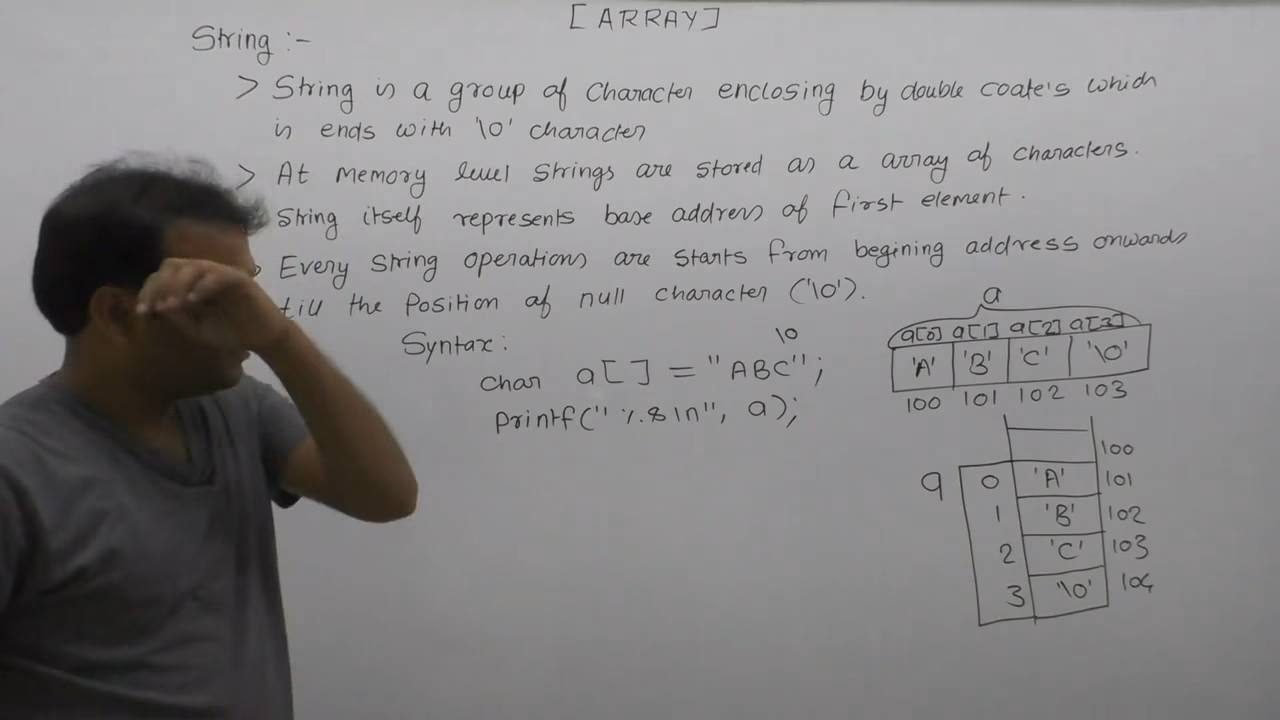 [ARRAY]
String :-
> String is a group of character enclosing by double coate's which
is ends with '\0' character
> At memory level strings are stored as a array of characters.
String itself represents base address of first element.
> Every string operations are starts from begining address onwards
till the position of null character ('\0').
Syntax:
\0
char a[ ] = "ABC";
printf("%s\n", a);
a
a[0] a[1] a[2] a[3]
'A' 'B' 'C' '\0'
100 101 102 103
100
a 0 'A' 101
1 'B' 102
2 'C' 103
3 '\0' 104